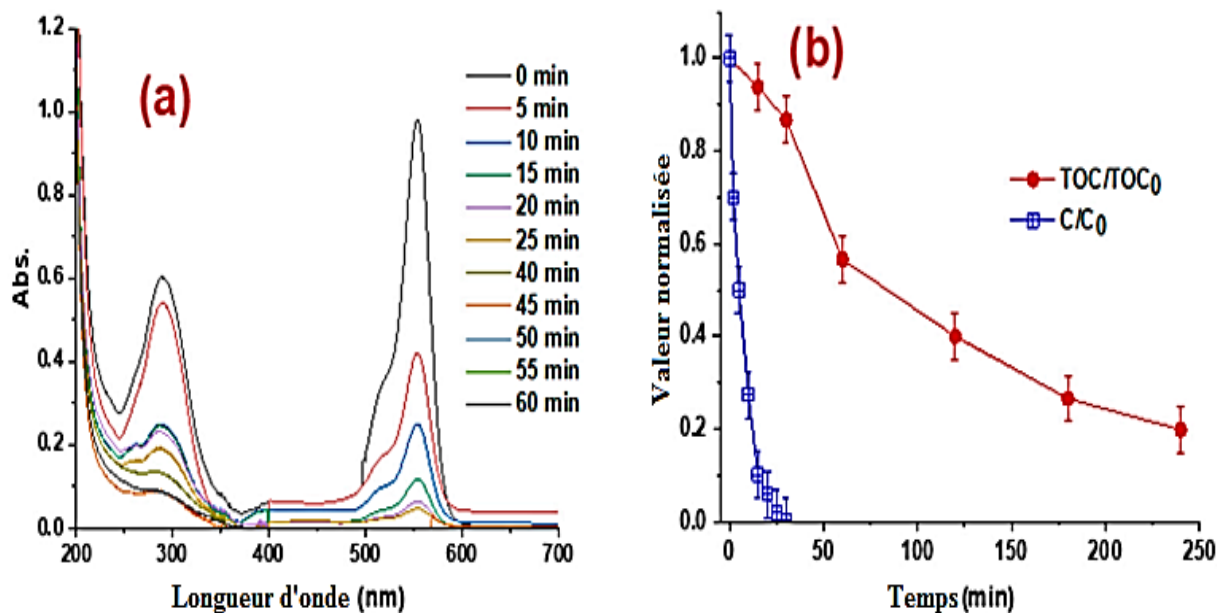 (a)
Abs.
1.2
1.0
0.8
0.6
0.4
0.2
0.0
200 300 400 500 600 700
Longueur d'onde (nm)
0 min
5 min
10 min
15 min
20 min
25 min
40 min
45 min
50 min
55 min
60 min
(b)
Valeur normalisée
1.0
0.8
0.6
0.4
0.2
0.0
0 50 100 150 200 250
Temps(min)
TOC/TOC0
C/C0